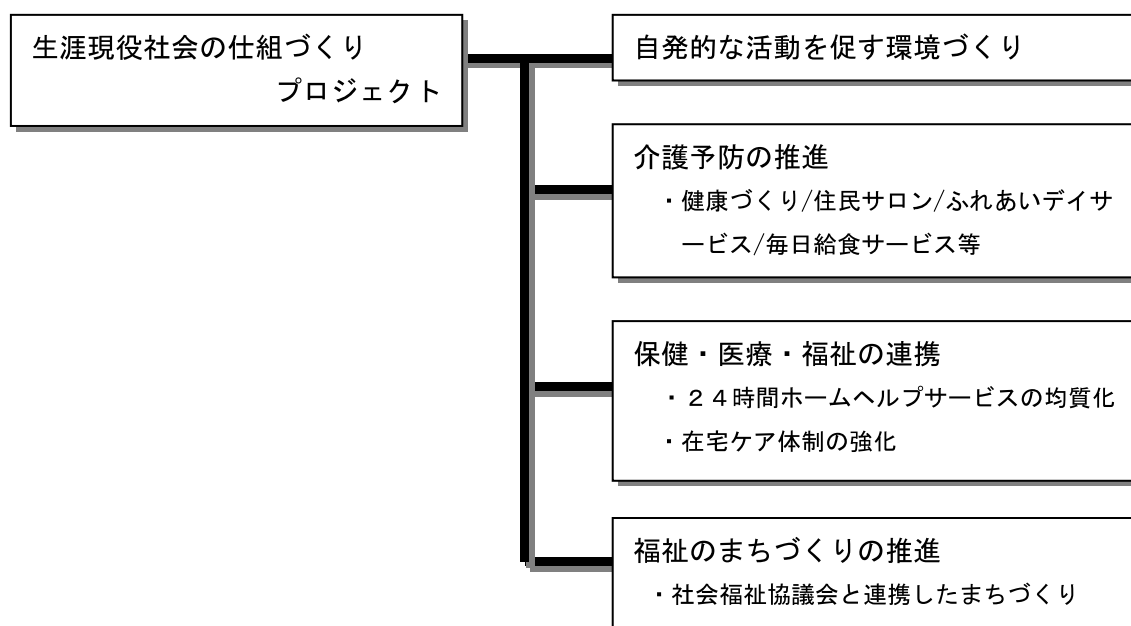 生涯現役社会の仕組づくり
プロジェクト
自発的な活動を促す環境づくり
介護予防の推進
・健康づくり/住民サロン/ふれあいデイサ
ービス/毎日給食サービス等
保健・医療・福祉の連携
・２４時間ホームヘルプサービスの均質化
・在宅ケア体制の強化
福祉のまちづくりの推進
・社会福祉協議会と連携したまちづくり